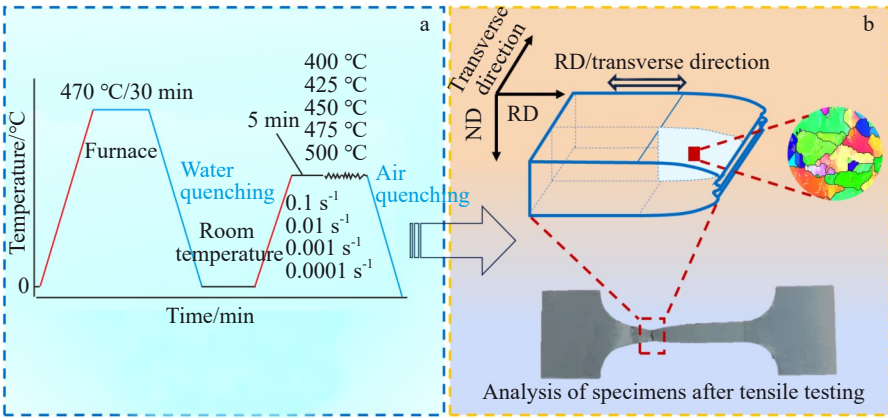 a
400 °C
425 °C
450 °C
475 °C
500 °C
470 °C/30 min
5 min
Furnace
Water
quenching
Air
quenching
Room
temperature
0.1 s-1
0.01 s-1
0.001 s-1
0.0001 s-1
Temperature/°C
0
Time/min
b
Transverse
direction
RD/transverse direction
RD
ND
Analysis of specimens after tensile testing